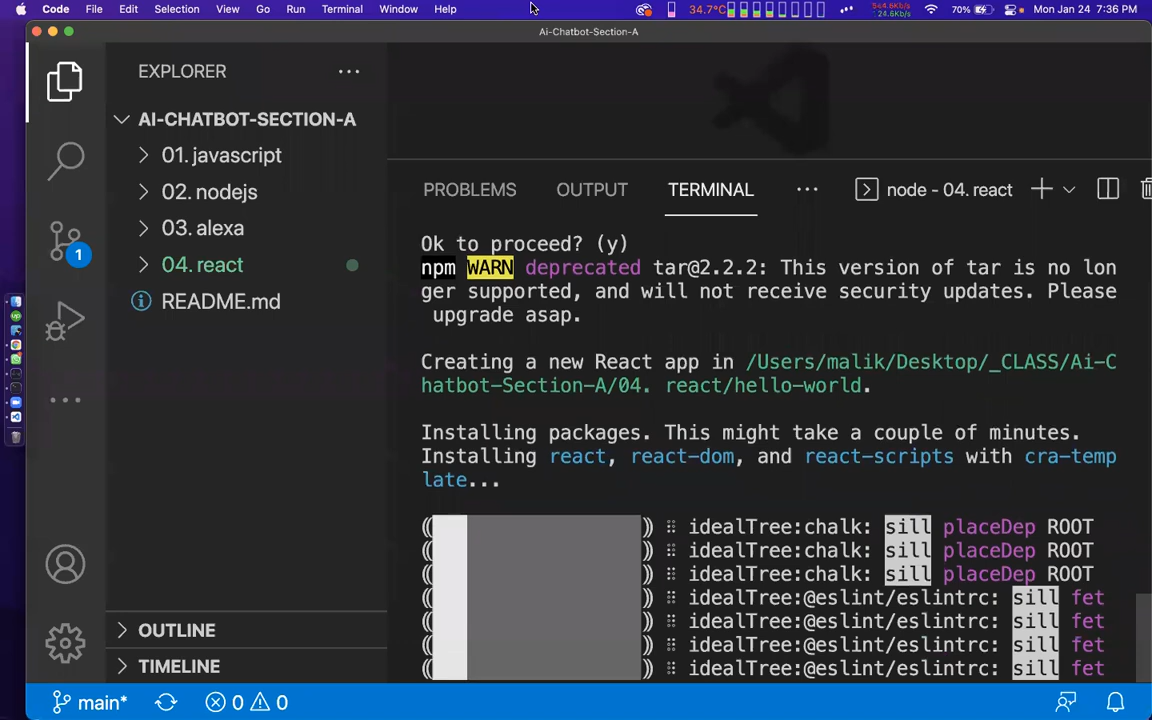 Code File Edit Selection View Go Run Terminal Window Help 34.7°C 70% Mon Jan 24 7:36 PM
Ai-Chatbot-Section-A
EXPLORER
AI-CHATBOT-SECTION-A
01. javascript
02. nodejs
03. alexa
04. react
README.md
1
OUTLINE
TIMELINE
PROBLEMS OUTPUT TERMINAL node - 04. react
Ok to proceed? (y)
npm WARN deprecated tar@2.2.2: This version of tar is no lon
ger supported, and will not receive security updates. Please
upgrade asap.
Creating a new React app in /Users/malik/Desktop/_CLASS/Ai-C
hatbot-Section-A/04. react/hello-world.
Installing packages. This might take a couple of minutes.
Installing react, react-dom, and react-scripts with cra-temp
late...
(( )) ⠿ idealTree:chalk: sill placeDep ROOT
(( )) ⠿ idealTree:chalk: sill placeDep ROOT
(( )) ⠿ idealTree:chalk: sill placeDep ROOT
(( )) ⠿ idealTree:@eslint/eslintrc: sill fet
(( )) ⠿ idealTree:@eslint/eslintrc: sill fet
(( )) ⠿ idealTree:@eslint/eslintrc: sill fet
(( )) ⠿ idealTree:@eslint/eslintrc: sill fet
main* 0 0